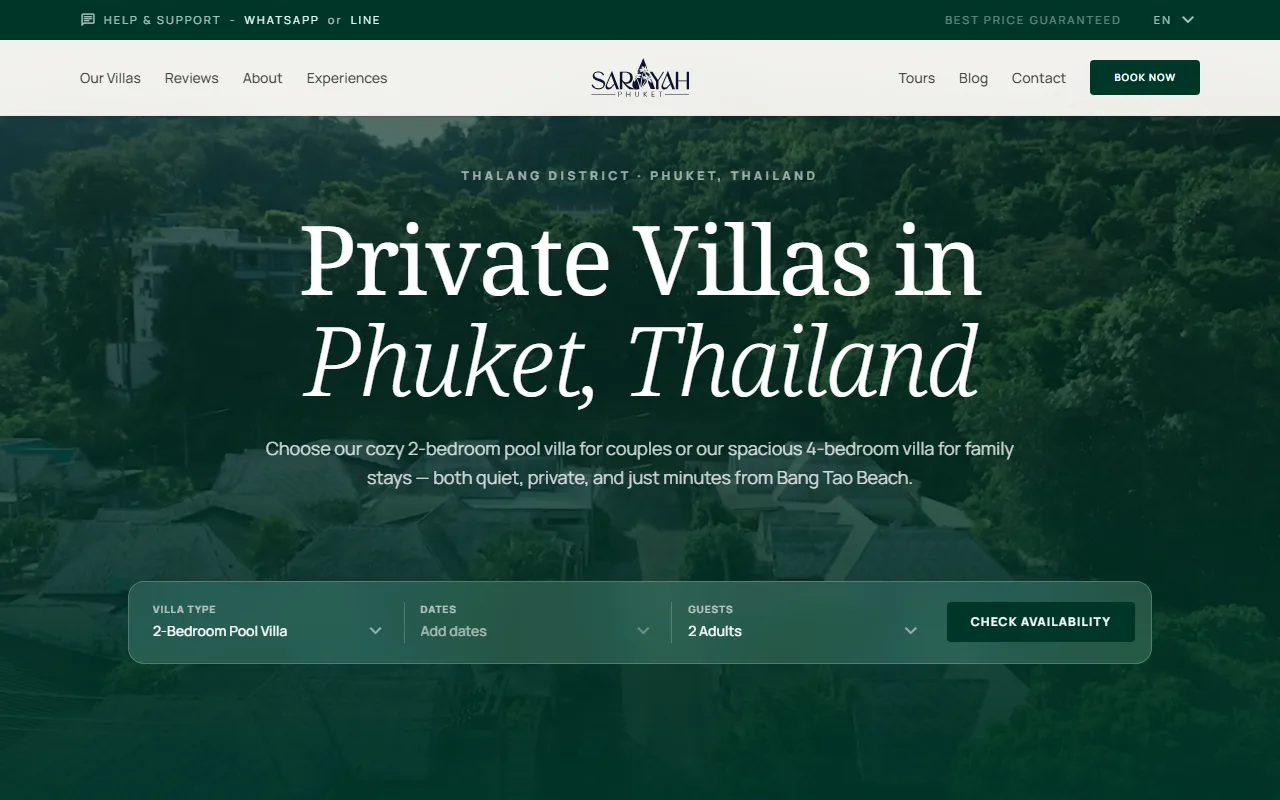 HELP & SUPPORT - WHATSAPP or LINE
BEST PRICE GUARANTEED
EN
Our Villas
Reviews
About
Experiences
SARAYAH
PHUKET
Tours
Blog
Contact
BOOK NOW
THALANG DISTRICT · PHUKET, THAILAND
Private Villas in
Phuket, Thailand
Choose our cozy 2-bedroom pool villa for couples or our spacious 4-bedroom villa for family
stays — both quiet, private, and just minutes from Bang Tao Beach.
VILLA TYPE
2-Bedroom Pool Villa
DATES
Add dates
GUESTS
2 Adults
CHECK AVAILABILITY